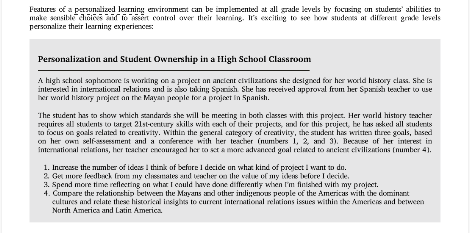 Features of a personalized learning environment can be implemented at all grade levels by focusing on students' abilities to
make sensible choices and to assert control over their learning. It's exciting to see how students at different grade levels
personalize their learning experiences:
Personalization and Student Ownership in a High School Classroom
A high school sophomore is working on a project on ancient civilizations she designed for her world history class. She is
interested in international relations and is also taking Spanish. She has received approval from her Spanish teacher to use
her world history project on the Mayan people for a project in Spanish.
The student has to show which standards she will be meeting in both classes with this project. Her world history teacher
requires all students to target 21st-century skills with each of their projects, and for this project, he has asked all students
to focus on goals related to creativity. Within the general category of creativity, the student has written three goals, based
on her own self-assessment and a conference with her teacher (numbers 1, 2, and 3). Because of her interest in
international relations, her teacher encouraged her to set a more advanced goal related to ancient civilizations (number 4).
1. Increase the number of ideas I think of before I decide on what kind of project I want to do.
2. Get more feedback from my classmates and teacher on the value of my ideas before I decide.
3. Spend more time reflecting on what I could have done differently when I'm finished with my project.
4. Compare the relationship between the Mayans and other indigenous people of the Americas with the dominant
cultures and relate these historical insights to current international relations issues within the Americas and between
North America and Latin America.